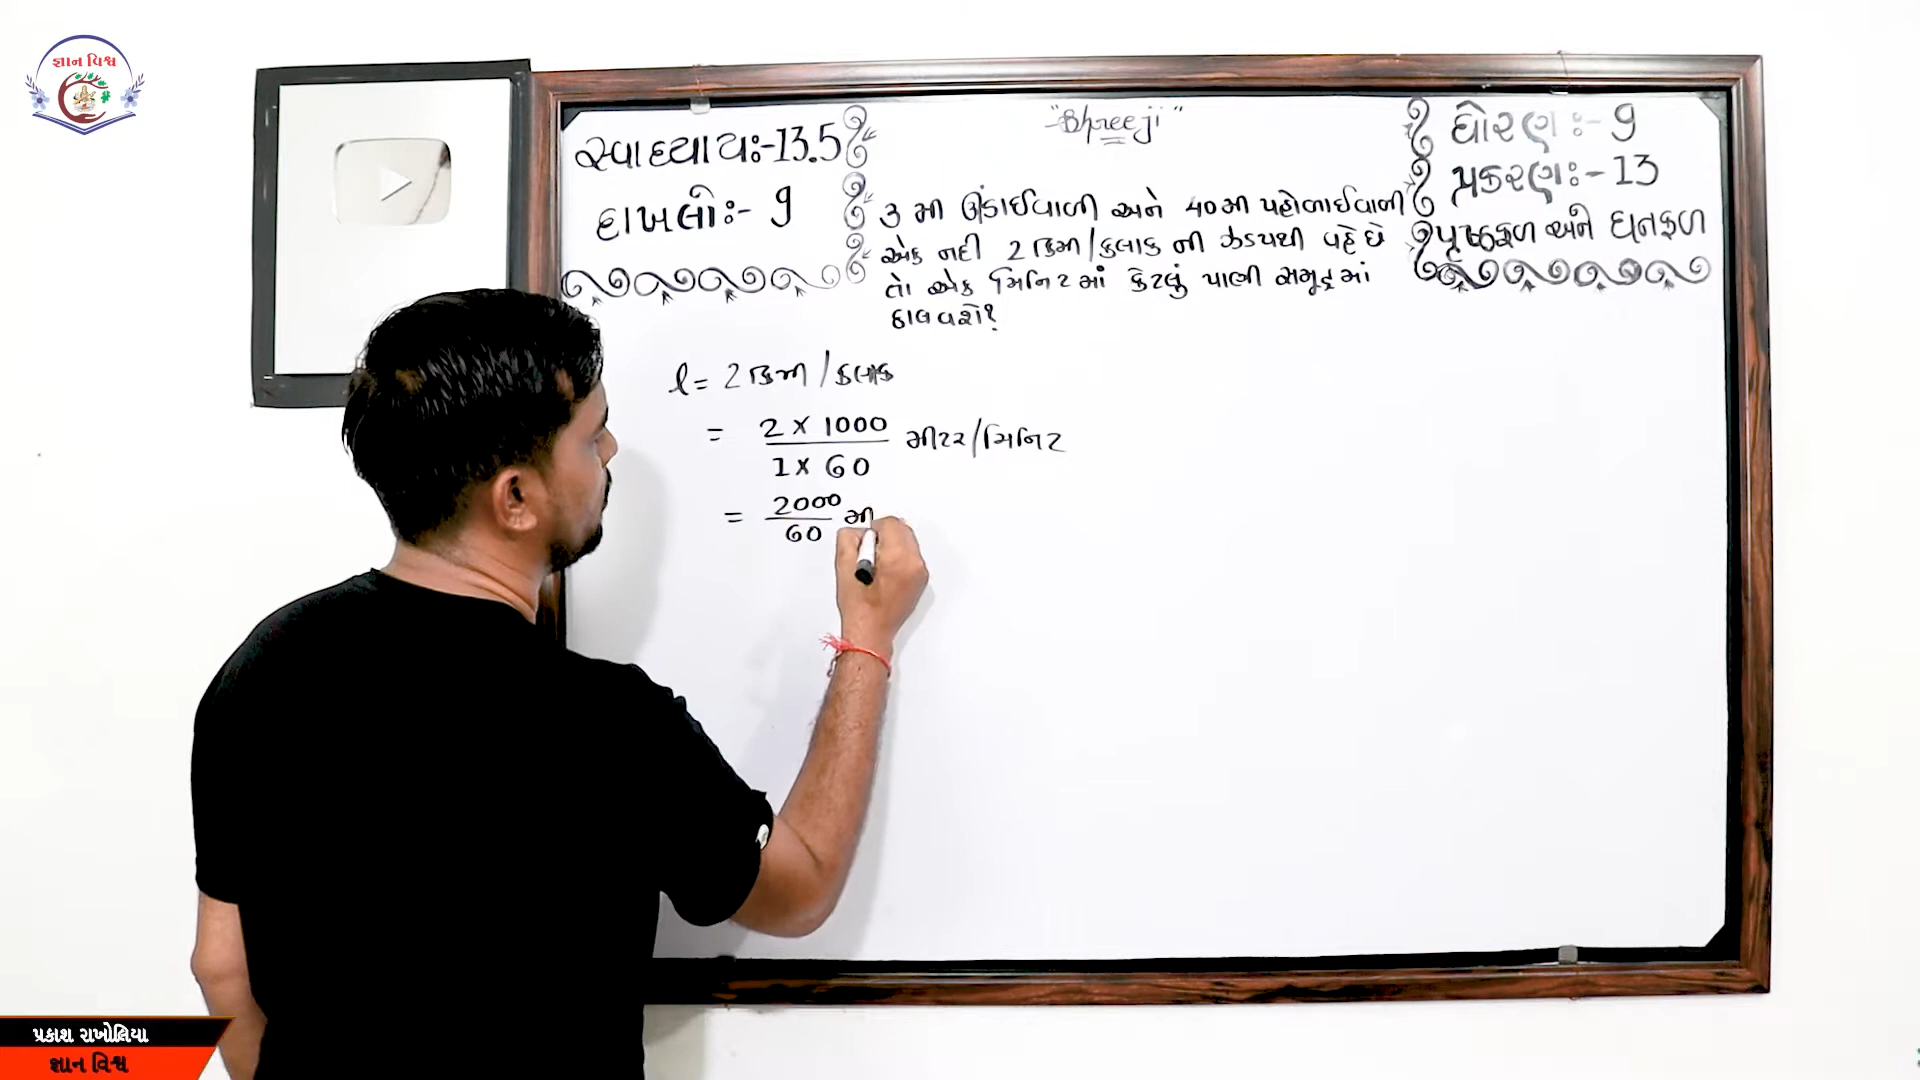 જ્ઞાન વિશ્વ
સ્વાધ્યાયઃ-13.5
દાખલોઃ- 9
"Shreeji"
ધોરણઃ- 9
પ્રકરણઃ- 13
પૃષ્ઠફળ અને ઘનફળ
3 મી ઊંડાઈવાળી અને 40 મી પહોળાઈવાળી
એક નદી 2 કિમી/કલાક ની ઝડપથી વહે છે
તો એક મિનિટમાં કેટલું પાણી સમુદ્રમાં
ઠાલવશે?
l = 2 કિમી/કલાક
= 2 × 1000 / 1 × 60 મીટર/મિનિટ
= 2000 / 60 મી
પ્રકાશ રાખોલિયા
જ્ઞાન વિશ્વ